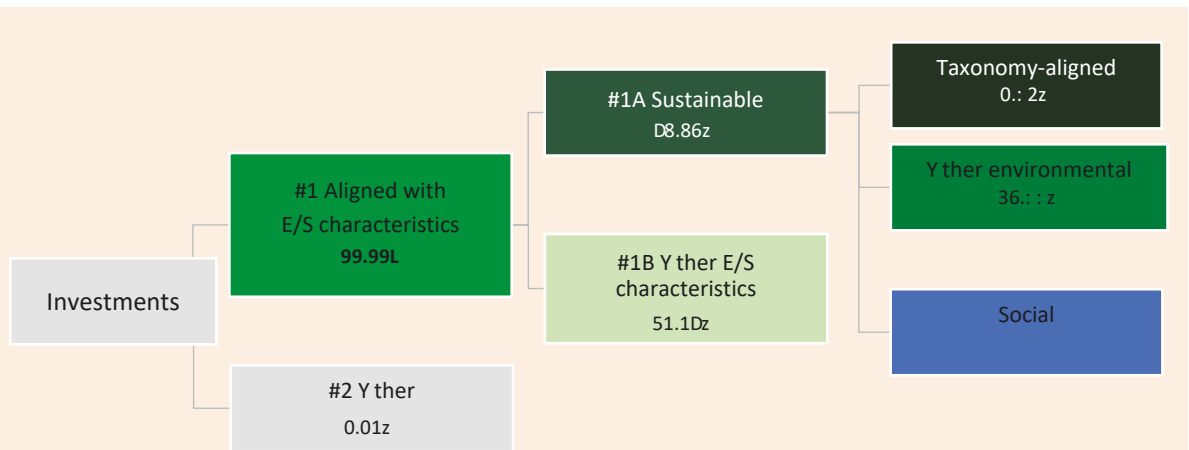 Investments
#1 Aligned with
E/S characteristics
99.99L
#2 Y ther
0.01z
#1A Sustainable
D8.86z
#1B Y ther E/S
characteristics
51.1Dz
Taxonomy-aligned
0.: 2z
Y ther environmental
36.: : z
Social